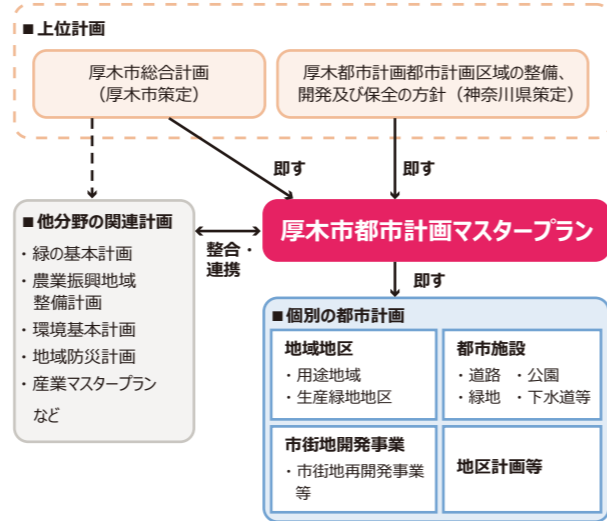 ■上位計画
厚木市総合計画
（厚木市策定）
厚木都市計画都市計画区域の整備、
開発及び保全の方針（神奈川県策定）
即す
即す
■他分野の関連計画
・緑の基本計画
・農業振興地域
整備計画
・環境基本計画
・地域防災計画
・産業マスタープラン
など
整合・
連携
厚木市都市計画マスタープラン
即す
■個別の都市計画
地域地区
・用途地域
・生産緑地地区
都市施設
・道路 ・公園
・緑地 ・下水道等
市街地開発事業
・市街地再開発事業
等
地区計画等